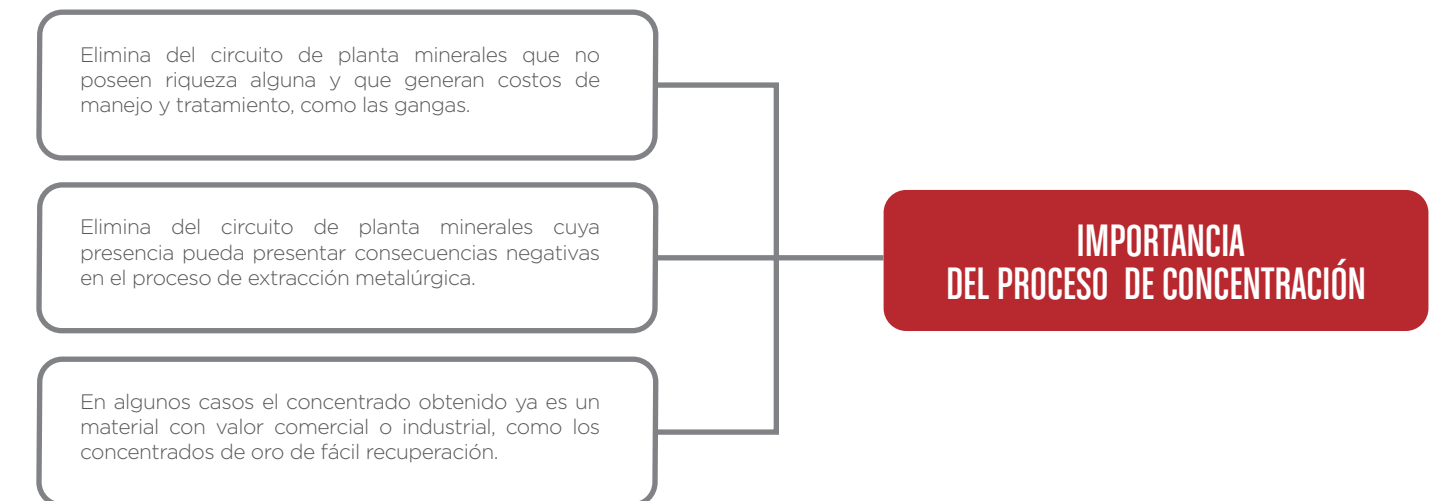 Elimina del circuito de planta minerales que no
poseen riqueza alguna y que generan costos de
manejo y tratamiento, como las gangas.
Elimina del circuito de planta minerales cuya
presencia pueda presentar consecuencias negativas
en el proceso de extracción metalúrgica.
En algunos casos el concentrado obtenido ya es un
material con valor comercial o industrial, como los
concentrados de oro de fácil recuperación.
IMPORTANCIA
DEL PROCESO DE CONCENTRACIÓN